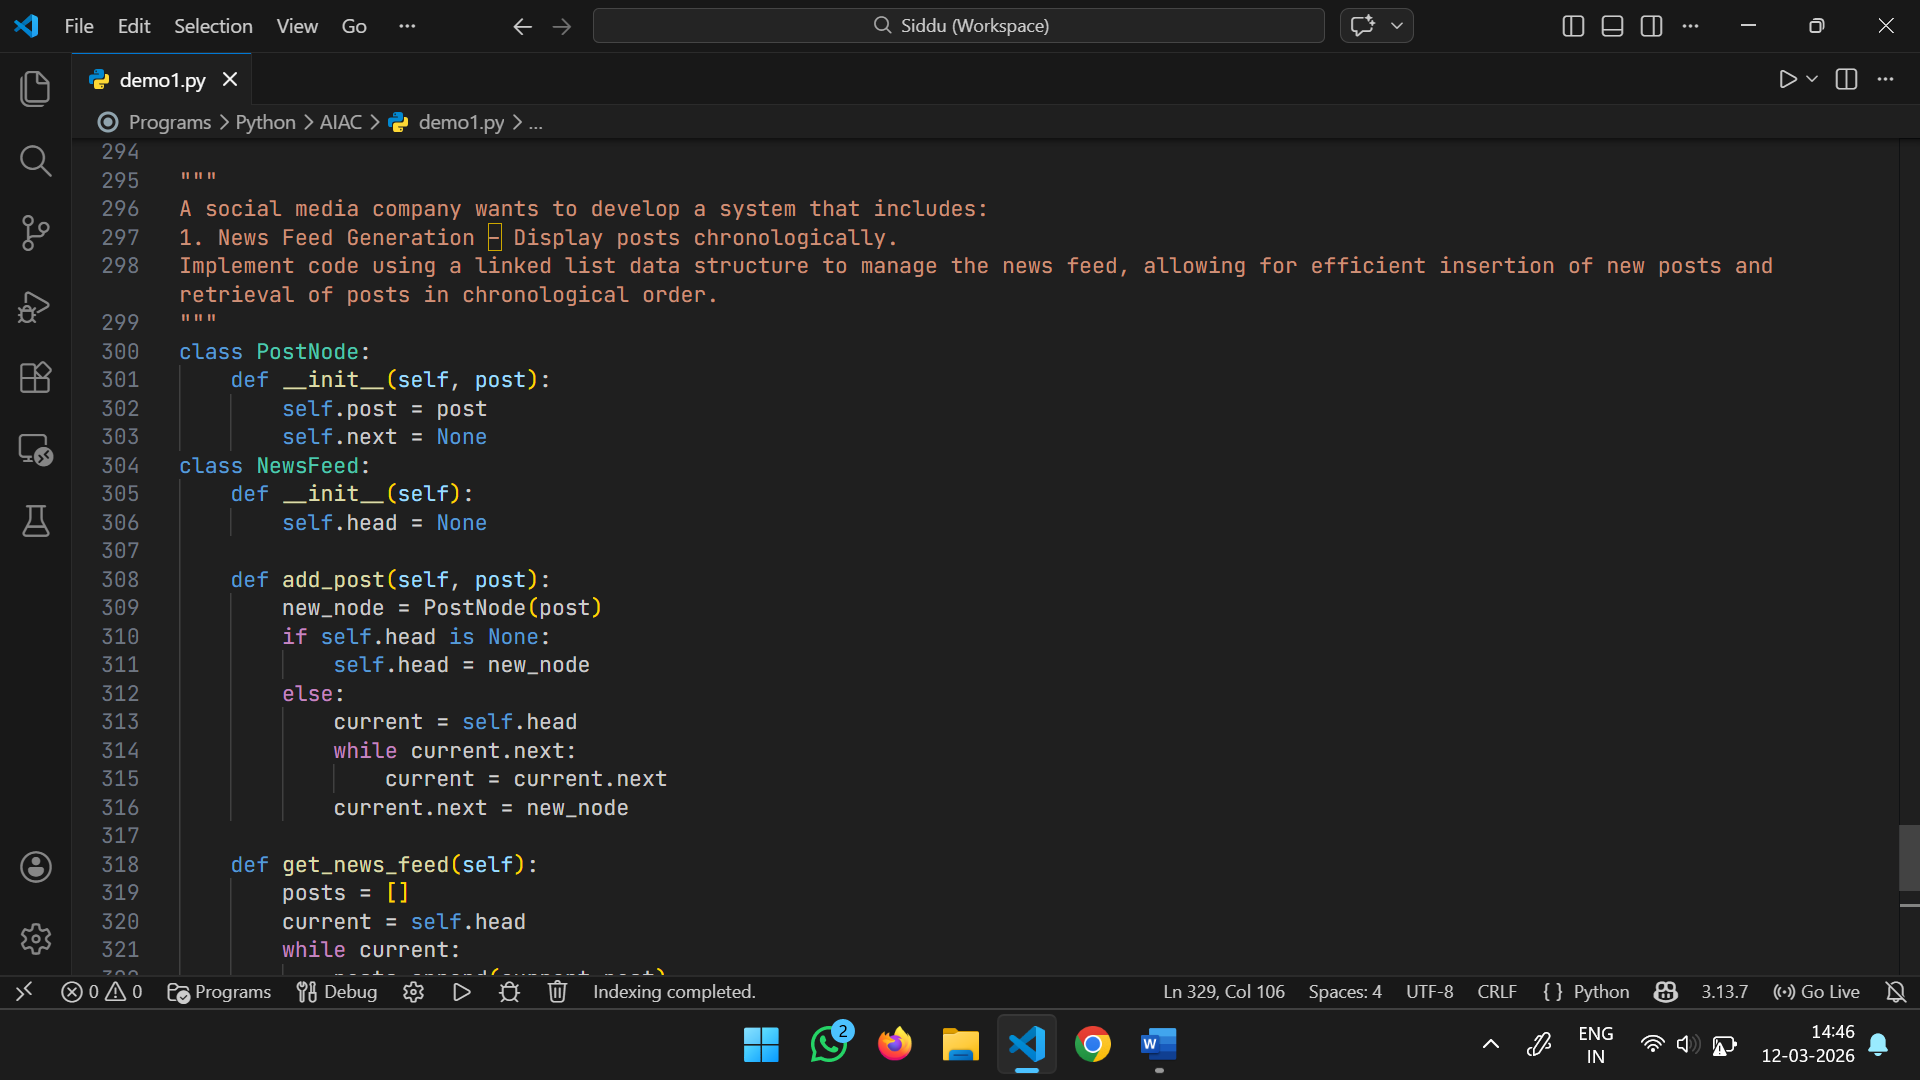 File Edit Selection View Go ···
Siddu (Workspace)
demo1.py
Programs > Python > AIAC > demo1.py > ...
294
295 """
296 A social media company wants to develop a system that includes:
297 1. News Feed Generation – Display posts chronologically.
298 Implement code using a linked list data structure to manage the news feed, allowing for efficient insertion of new posts and
retrieval of posts in chronological order.
299 """
300 class PostNode:
301     def __init__(self, post):
302         self.post = post
303         self.next = None
304 class NewsFeed:
305     def __init__(self):
306         self.head = None
307
308     def add_post(self, post):
309         new_node = PostNode(post)
310         if self.head is None:
311             self.head = new_node
312         else:
313             current = self.head
314             while current.next:
315                 current = current.next
316             current.next = new_node
317
318     def get_news_feed(self):
319         posts = []
320         current = self.head
321         while current:
322             posts.append(current.post)
0 0 Programs Debug Indexing completed. Ln 329, Col 106 Spaces: 4 UTF-8 CRLF {} Python 3.13.7 Go Live
2
W
ENG
IN
14:46
12-03-2026